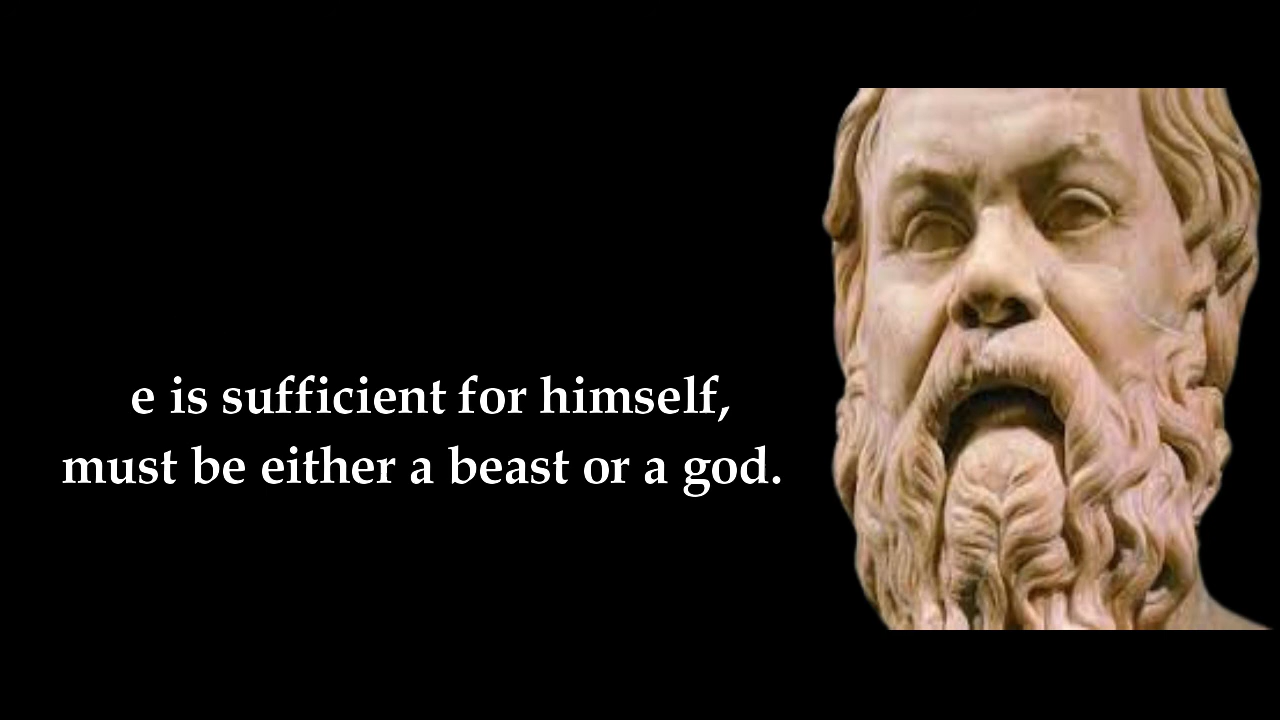 e is sufficient for himself,
must be either a beast or a god.